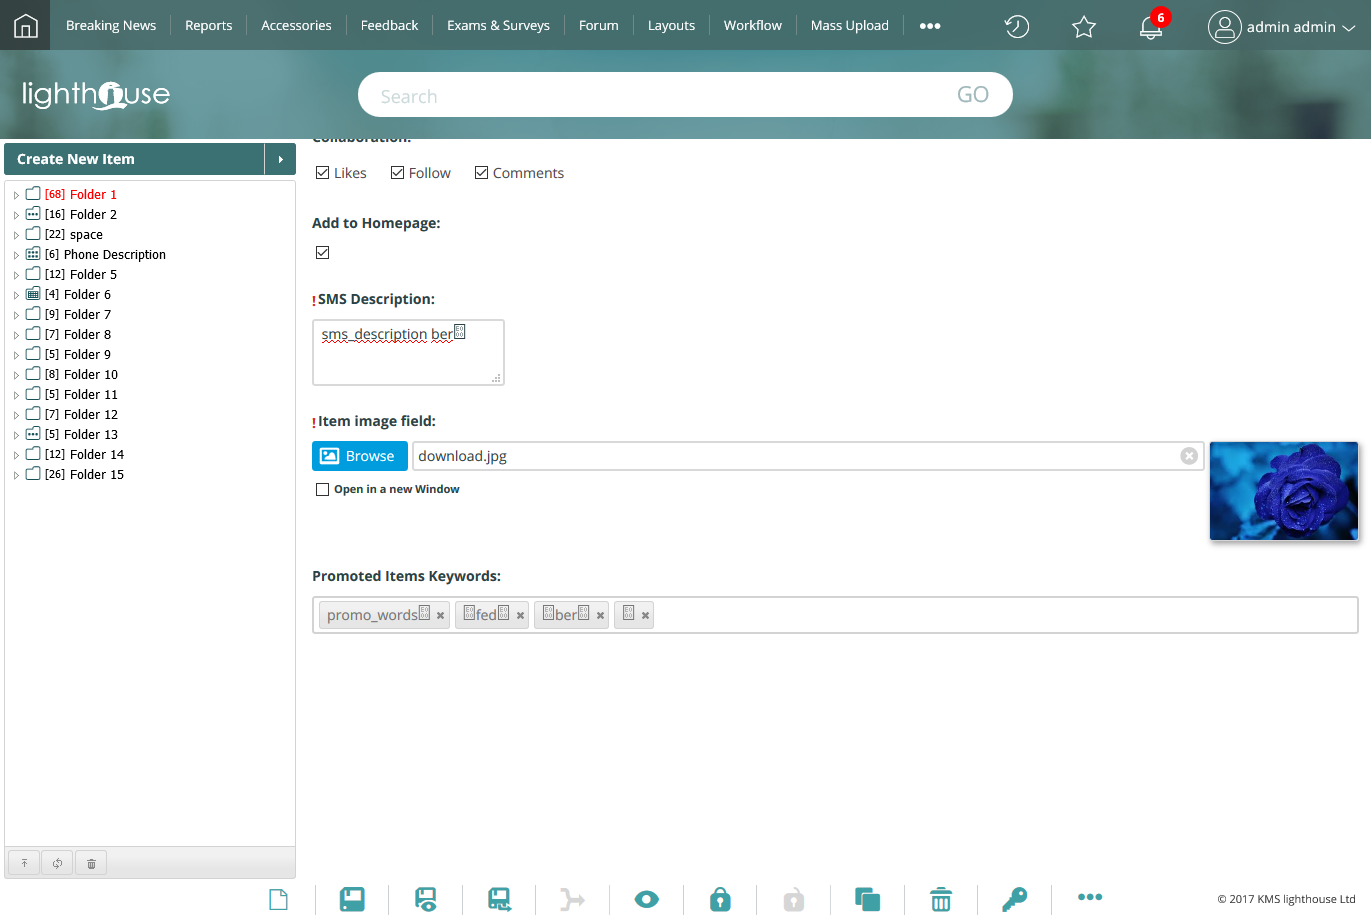 Breaking News Reports Accessories Feedback Exams & Surveys Forum Layouts Workflow Mass Upload ••• 6 admin admin
lighthouse Search GO
Collaboration:
Create New Item
Likes Follow Comments
[68] Folder 1
[16] Folder 2
[22] space
[6] Phone Description
[12] Folder 5
[4] Folder 6
[9] Folder 7
[7] Folder 8
[5] Folder 9
[8] Folder 10
[5] Folder 11
[7] Folder 12
[5] Folder 13
[12] Folder 14
[26] Folder 15
Add to Homepage:
!SMS Description:
sms_description ber
!Item image field:
Browse download.jpg
Open in a new Window
Promoted Items Keywords:
promo_words × fed × ber × ×
© 2017 KMS lighthouse Ltd